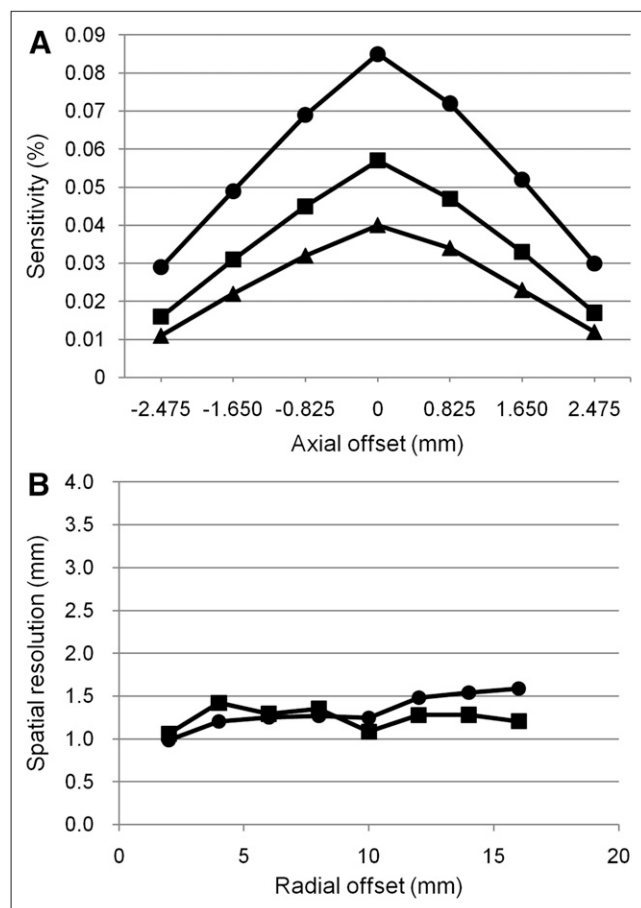 A
0.09
0.08
0.07
0.06
0.05
0.04
0.03
0.02
0.01
0
Sensitivity (%)
-2.475 -1.650 -0.825 0 0.825 1.650 2.475
Axial offset (mm)
B
4.0
3.5
3.0
2.5
2.0
1.5
1.0
0.5
0.0
Spatial resolution (mm)
0 5 10 15 20
Radial offset (mm)